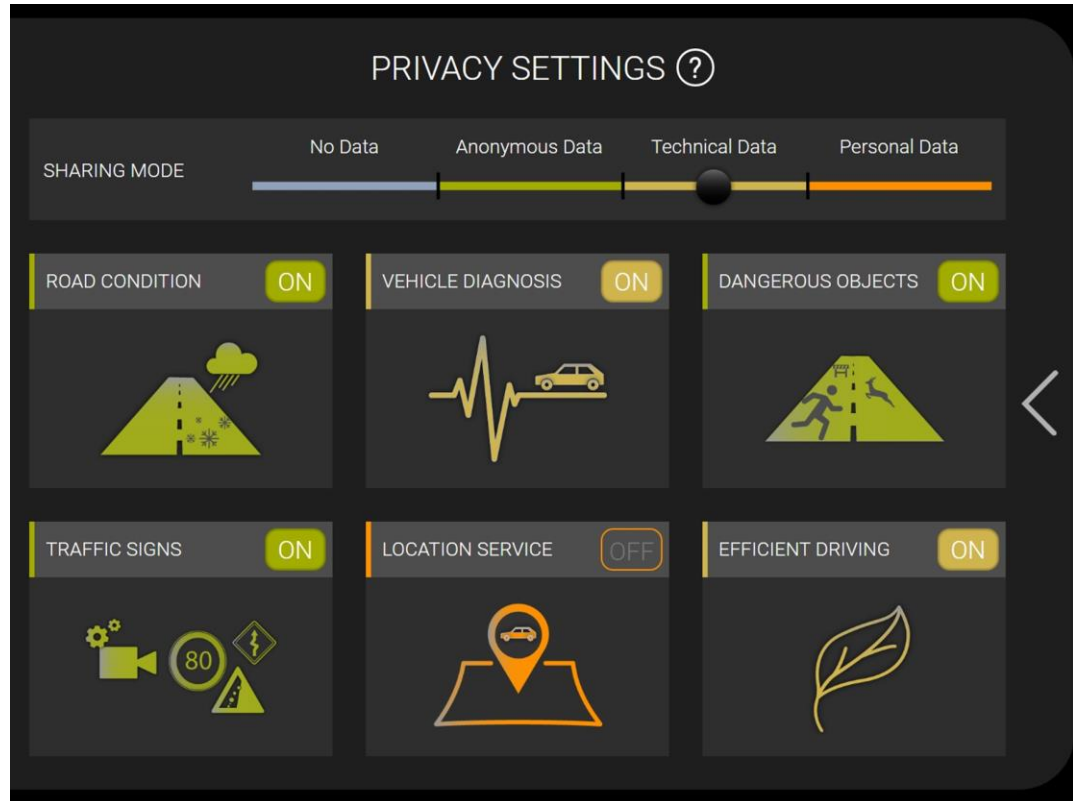 PRIVACY SETTINGS ?
No Data Anonymous Data Technical Data Personal Data
SHARING MODE
ROAD CONDITION ON
VEHICLE DIAGNOSIS ON
DANGEROUS OBJECTS ON
TRAFFIC SIGNS ON
80
LOCATION SERVICE OFF
EFFICIENT DRIVING ON